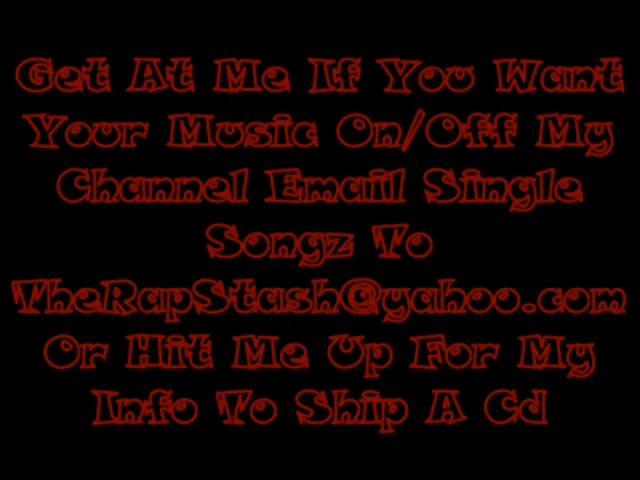 Get At Me If You Want
Your Music On/Off My
Channel Email Single
Songz To
TheRapStash@yahoo.com
Or Hit Me Up For My
Info To Ship A Cd